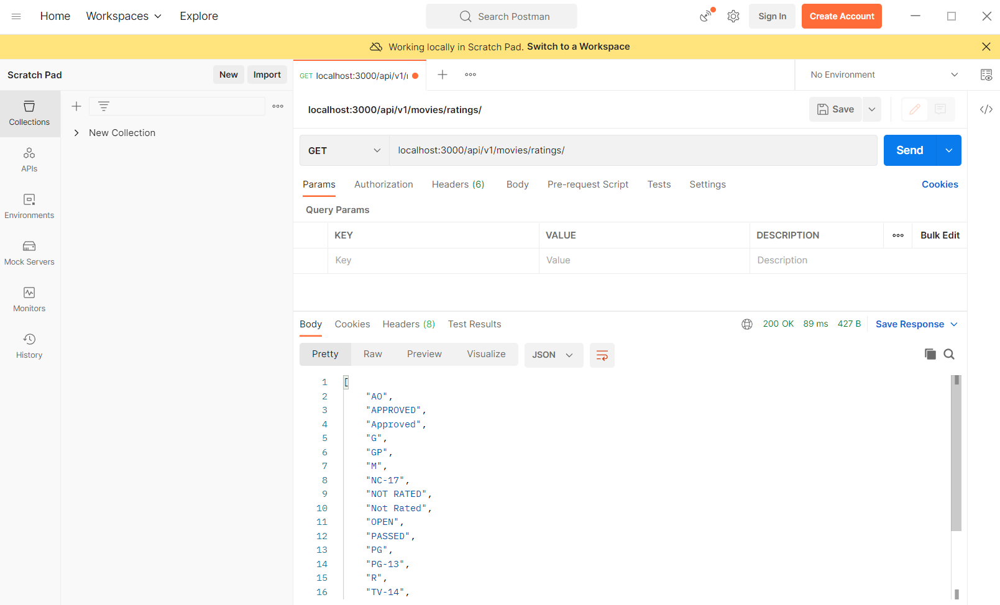 Home Workspaces Explore Search Postman Sign In Create Account
Working locally in Scratch Pad. Switch to a Workspace
Scratch Pad New Import
GET localhost:3000/api/v1/ No Environment
Collections
New Collection
APIs
Environments
Mock Servers
Monitors
History
localhost:3000/api/v1/movies/ratings/ Save
GET localhost:3000/api/v1/movies/ratings/ Send
Params Authorization Headers (6) Body Pre-request Script Tests Settings Cookies
Query Params
KEY VALUE DESCRIPTION Bulk Edit
Key Value Description
Body Cookies Headers (8) Test Results 200 OK 89 ms 427 B Save Response
Pretty Raw Preview Visualize JSON
1 [
2 "AO",
3 "APPROVED",
4 "Approved",
5 "G",
6 "GP",
7 "M",
8 "NC-17",
9 "NOT RATED",
10 "Not Rated",
11 "OPEN",
12 "PASSED",
13 "PG",
14 "PG-13",
15 "R",
16 "TV-14",